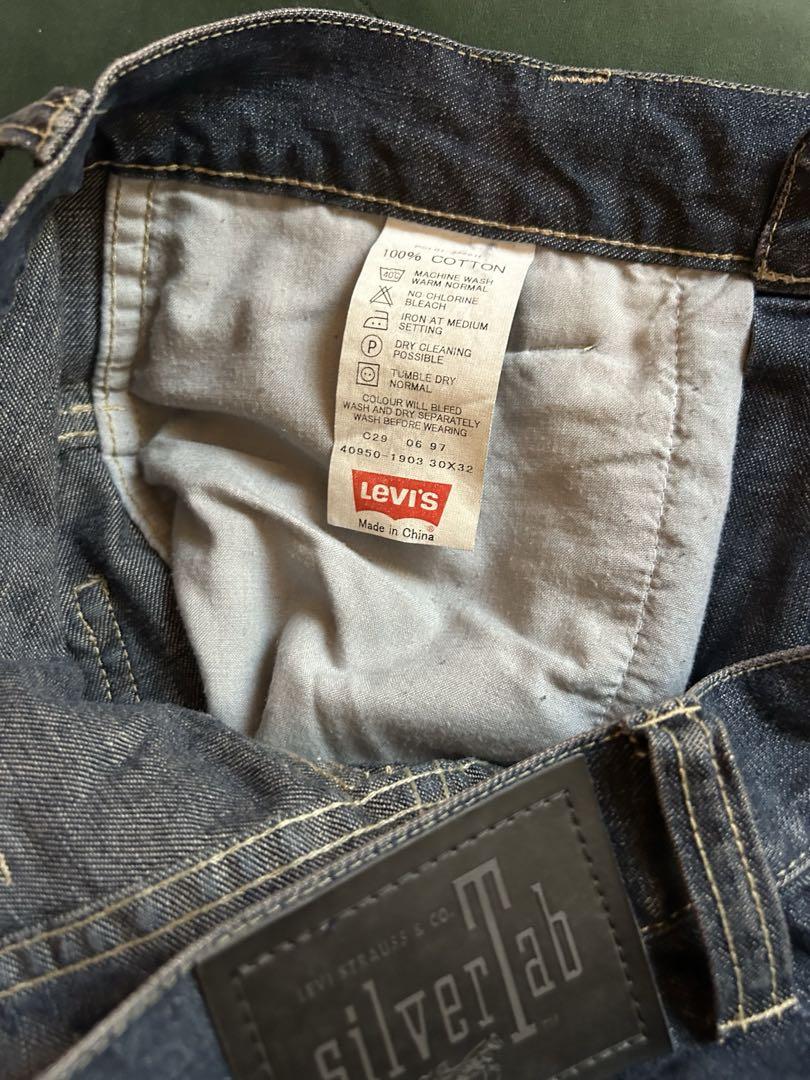 100% COTTON
40C
MACHINE WASH
WARM NORMAL
NO CHLORINE
BLEACH
IRON AT MEDIUM
SETTING
P
DRY CLEANING
POSSIBLE
TUMBLE DRY
NORMAL
COLOUR WILL BLEED
WASH AND DRY SEPARATELY
WASH BEFORE WEARING
C29 06 97
40950-1903 30X32
LEVI'S
®
Made in China
LEVI STRAUSS & CO.
silverTab
TM